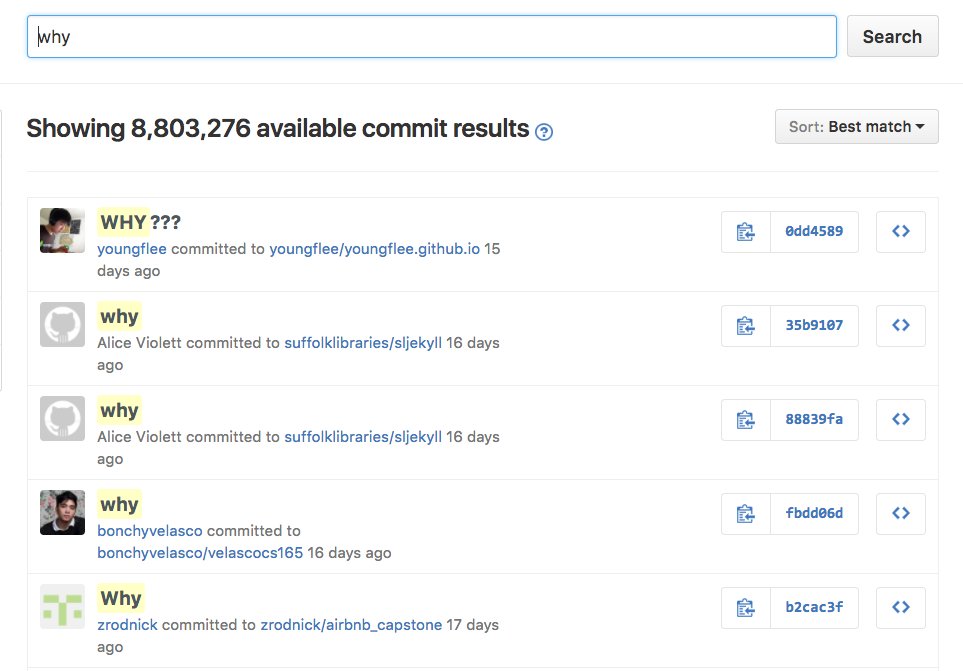 why
Search
Showing 8,803,276 available commit results ?
Sort: Best match
WHY???
0dd4589
youngflee committed to youngflee/youngflee.github.io 15
days ago
why
35b9107
Alice Violett committed to suffolklibraries/sljekyll 16 days
ago
why
88839fa
Alice Violett committed to suffolklibraries/sljekyll 16 days
ago
why
fbdd06d
bonchyvelasco committed to
bonchyvelasco/velascocs165 16 days ago
Why
b2cac3f
zrodnick committed to zrodnick/airbnb_capstone 17 days
ago